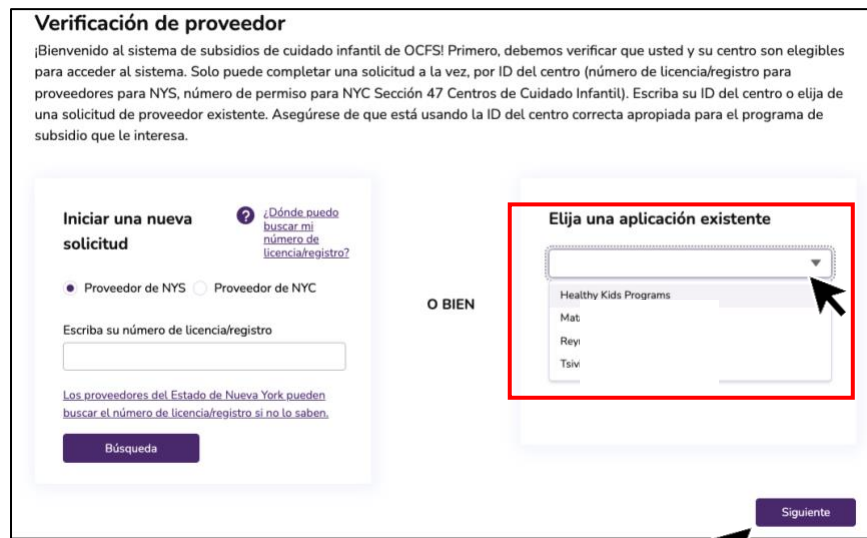 Verificación de proveedor
¡Bienvenido al sistema de subsidios de cuidado infantil de OCFS! Primero, debemos verificar que usted y su centro son elegibles
para acceder al sistema. Solo puede completar una solicitud a la vez, por ID del centro (número de licencia/registro para
proveedores para NYS, número de permiso para NYC Sección 47 Centros de Cuidado Infantil). Escriba su ID del centro o elija de
una solicitud de proveedor existente. Asegúrese de que está usando la ID del centro correcta apropiada para el programa de
subsidio que le interesa.
Iniciar una nueva
solicitud
?
¿Dónde puedo
buscar mi
número de
licencia/registro?
Proveedor de NYS
Proveedor de NYC
Escriba su número de licencia/registro
Los proveedores del Estado de Nueva York pueden
buscar el número de licencia/registro si no lo saben.
Búsqueda
O BIEN
Elija una aplicación existente
Healthy Kids Programs
Siguiente